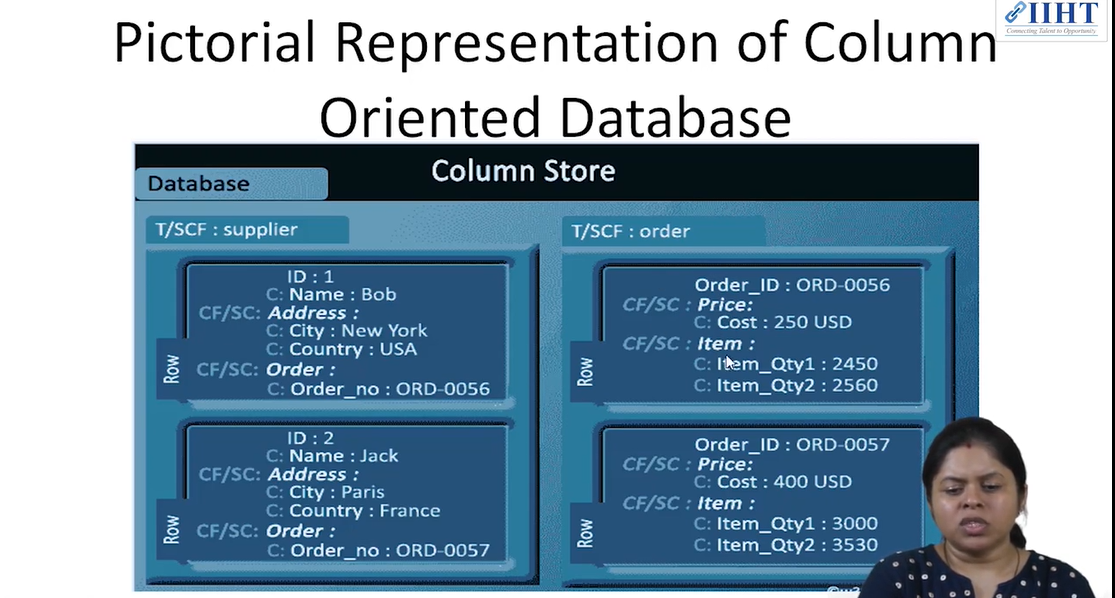 IIHT
Connecting Talent to Opportunity
Pictorial Representation of Column
Oriented Database
Column Store
Database
T/SCF : supplier
ID : 1
C: Name : Bob
CF/SC: Address :
C: City : New York
C: Country : USA
CF/SC: Order :
C: Order_no : ORD-0056
Row
ID : 2
C: Name : Jack
CF/SC: Address :
C: City : Paris
C: Country : France
CF/SC: Order :
C: Order_no : ORD-0057
Row
T/SCF : order
Order_ID : ORD-0056
CF/SC : Price:
C: Cost : 250 USD
CF/SC : Item :
C: Item_Qty1 : 2450
C: Item_Qty2 : 2560
Row
Order_ID : ORD-0057
CF/SC : Price:
C: Cost : 400 USD
CF/SC : Item :
C: Item_Qty1 : 3000
C: Item_Qty2 : 3530
Row